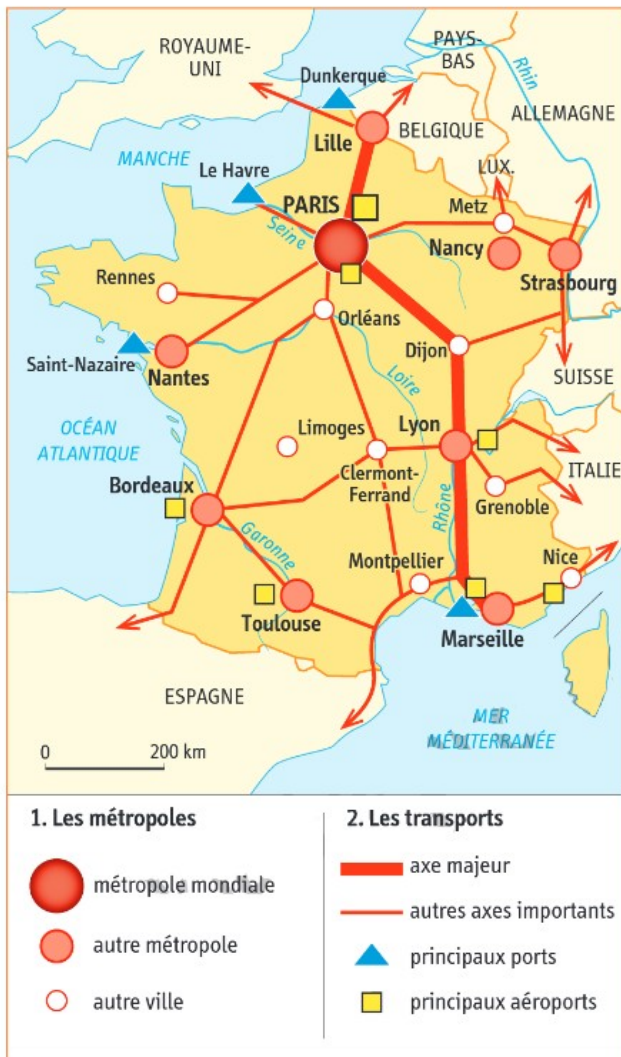 ROYAUME-
UNI
PAYS-
BAS
Rhin
Dunkerque
ALLEMAGNE
Lille
BELGIQUE
MANCHE
Le Havre
LUX.
PARIS
Metz
Seine
Nancy
Strasbourg
Rennes
Orléans
Dijon
Saint-Nazaire
Nantes
Loire
SUISSE
OCÉAN
ATLANTIQUE
Limoges
Lyon
Clermont-
Ferrand
ITALIE
Bordeaux
Rhône
Grenoble
Garonne
Montpellier
Nice
Toulouse
Marseille
ESPAGNE
MER
MÉDITERRANÉE
0 200 km
1. Les métropoles
métropole mondiale
autre métropole
autre ville
2. Les transports
axe majeur
autres axes importants
principaux ports
principaux aéroports